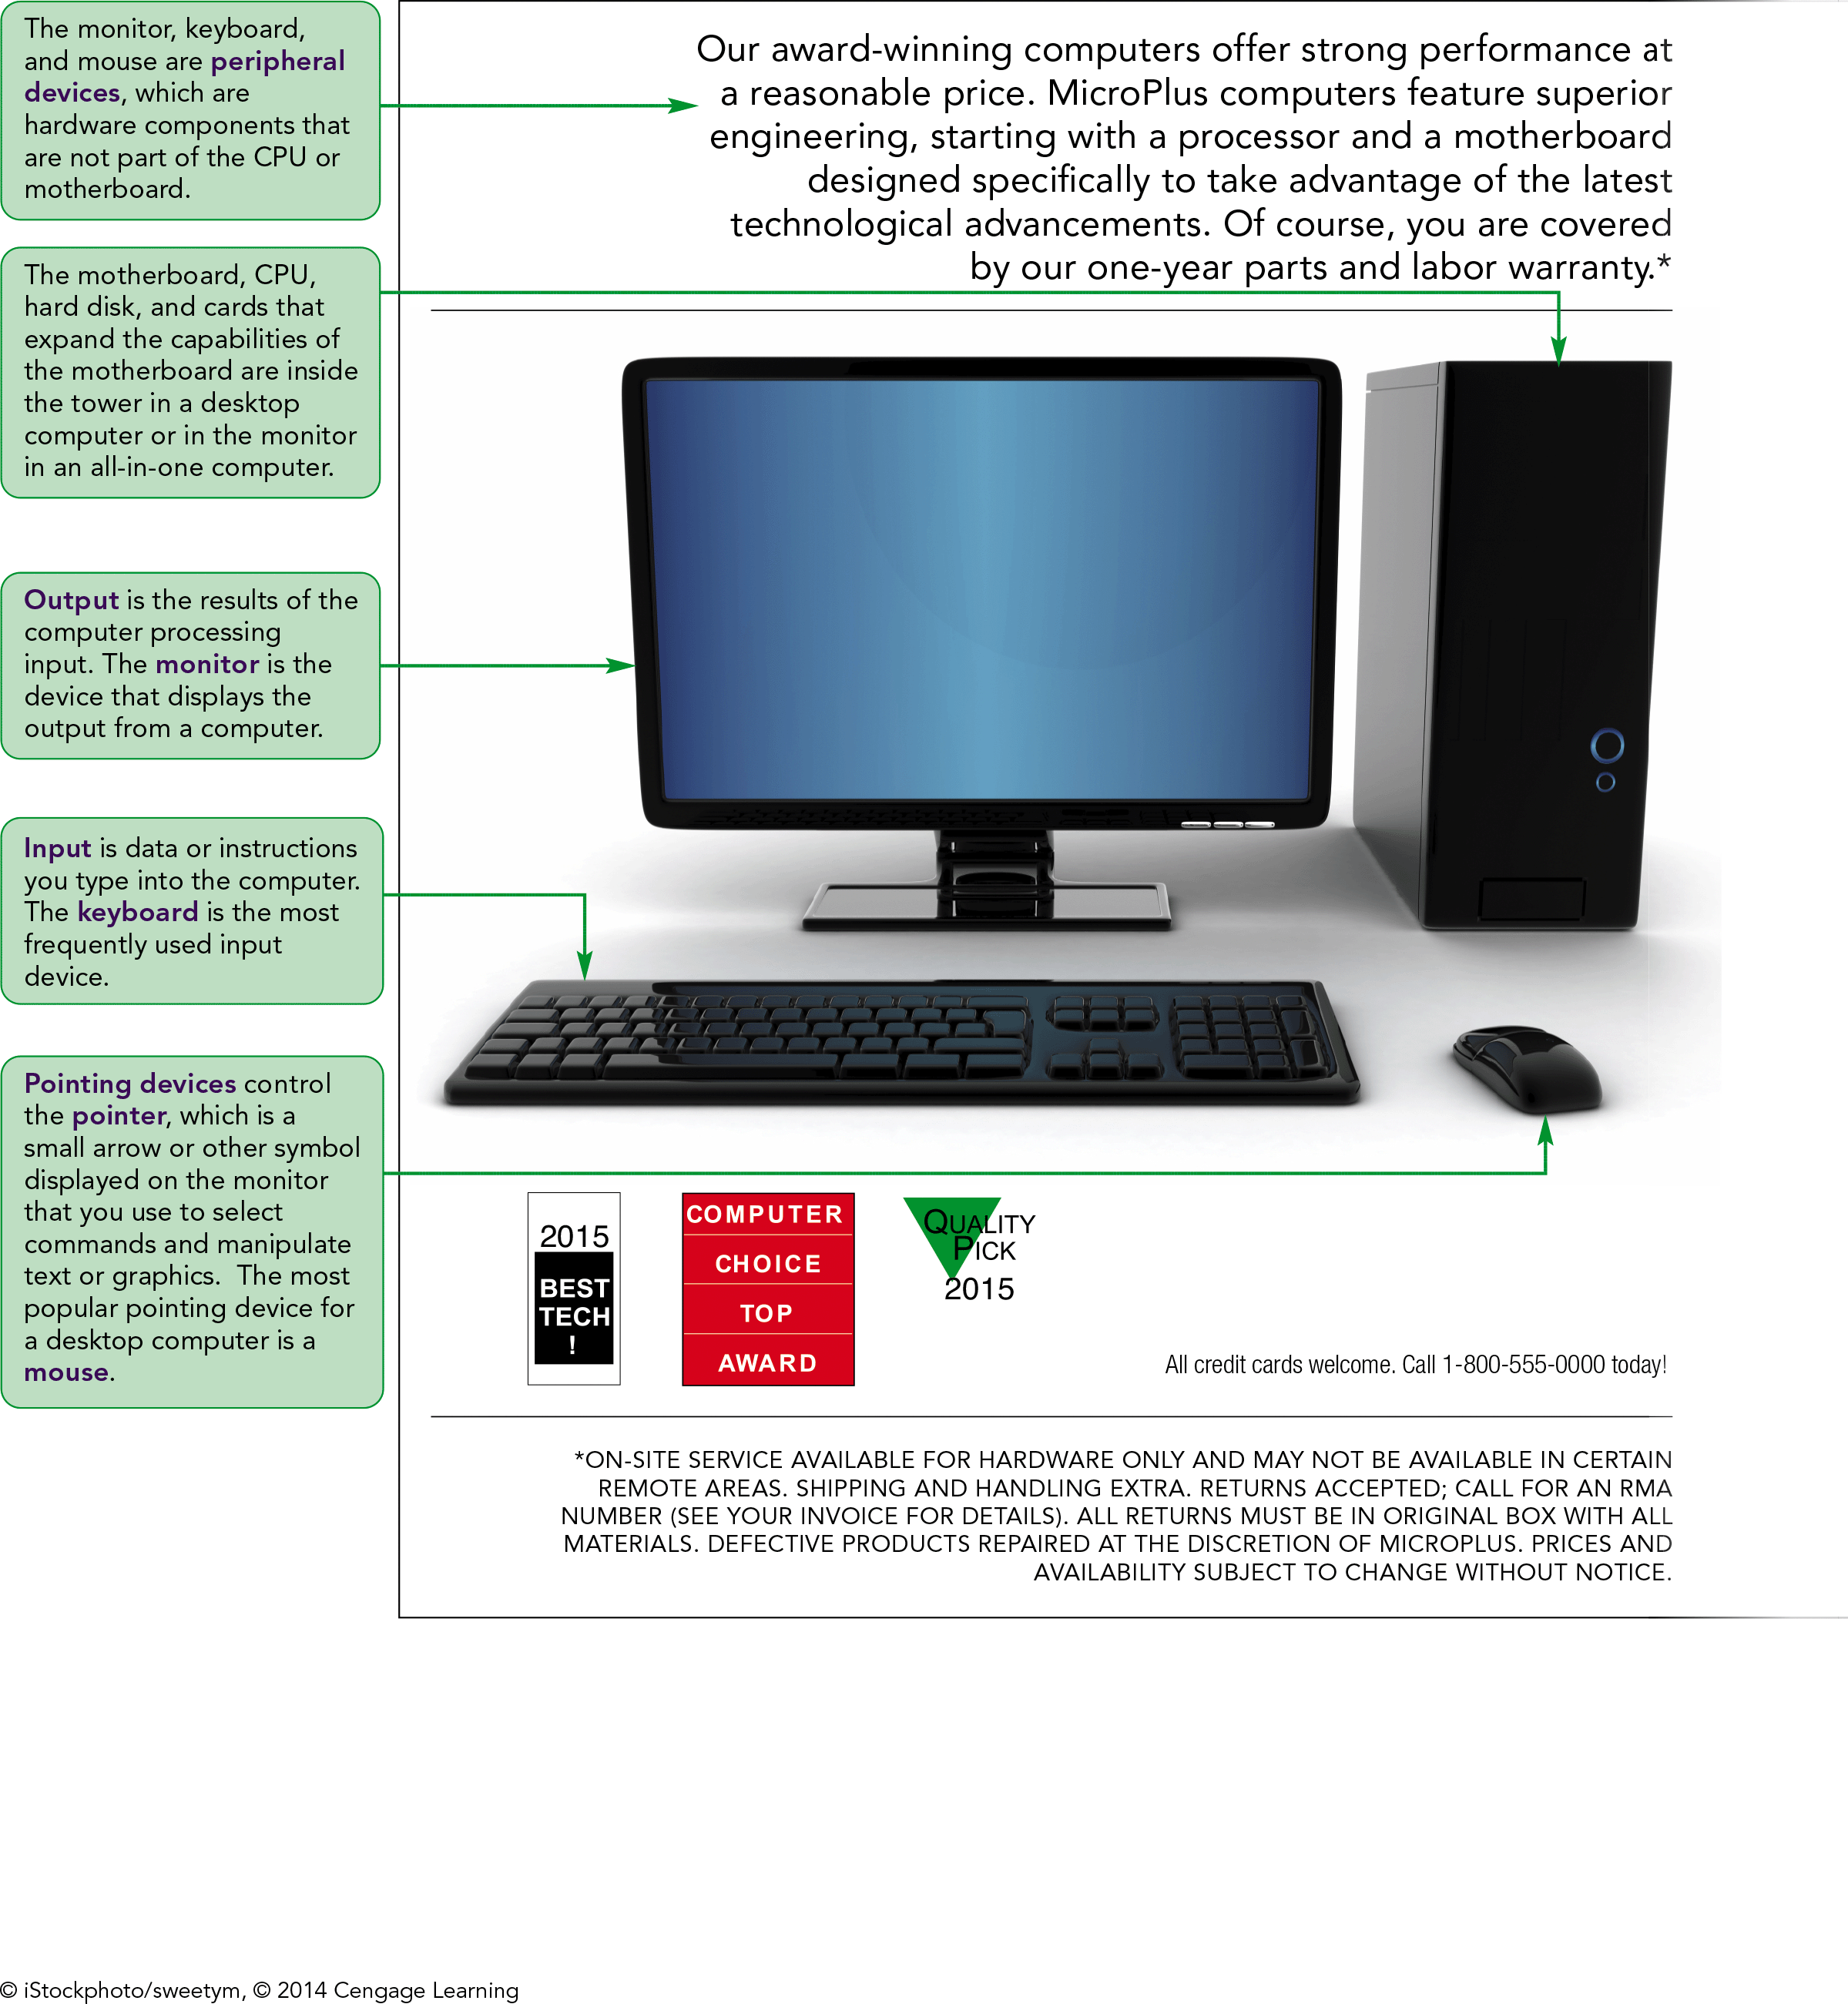 The monitor, keyboard,
and mouse are peripheral
devices, which are
hardware components that
are not part of the CPU or
motherboard.
The motherboard, CPU,
hard disk, and cards that
expand the capabilities of
the motherboard are inside
the tower in a desktop
computer or in the monitor
in an all-in-one computer.
Output is the results of the
computer processing
input. The monitor is the
device that displays the
output from a computer.
Input is data or instructions
you type into the computer.
The keyboard is the most
frequently used input
device.
Pointing devices control
the pointer, which is a
small arrow or other symbol
displayed on the monitor
that you use to select
commands and manipulate
text or graphics. The most
popular pointing device for
a desktop computer is a
mouse.
Our award-winning computers offer strong performance at
a reasonable price. MicroPlus computers feature superior
engineering, starting with a processor and a motherboard
designed specifically to take advantage of the latest
technological advancements. Of course, you are covered
by our one-year parts and labor warranty.*
2015
BEST
TECH
!
COMPUTER
CHOICE
TOP
AWARD
QUALITY
PICK
2015
All credit cards welcome. Call 1-800-555-0000 today!
*ON-SITE SERVICE AVAILABLE FOR HARDWARE ONLY AND MAY NOT BE AVAILABLE IN CERTAIN
REMOTE AREAS. SHIPPING AND HANDLING EXTRA. RETURNS ACCEPTED; CALL FOR AN RMA
NUMBER (SEE YOUR INVOICE FOR DETAILS). ALL RETURNS MUST BE IN ORIGINAL BOX WITH ALL
MATERIALS. DEFECTIVE PRODUCTS REPAIRED AT THE DISCRETION OF MICROPLUS. PRICES AND
AVAILABILITY SUBJECT TO CHANGE WITHOUT NOTICE.
© iStockphoto/sweetym, © 2014 Cengage Learning